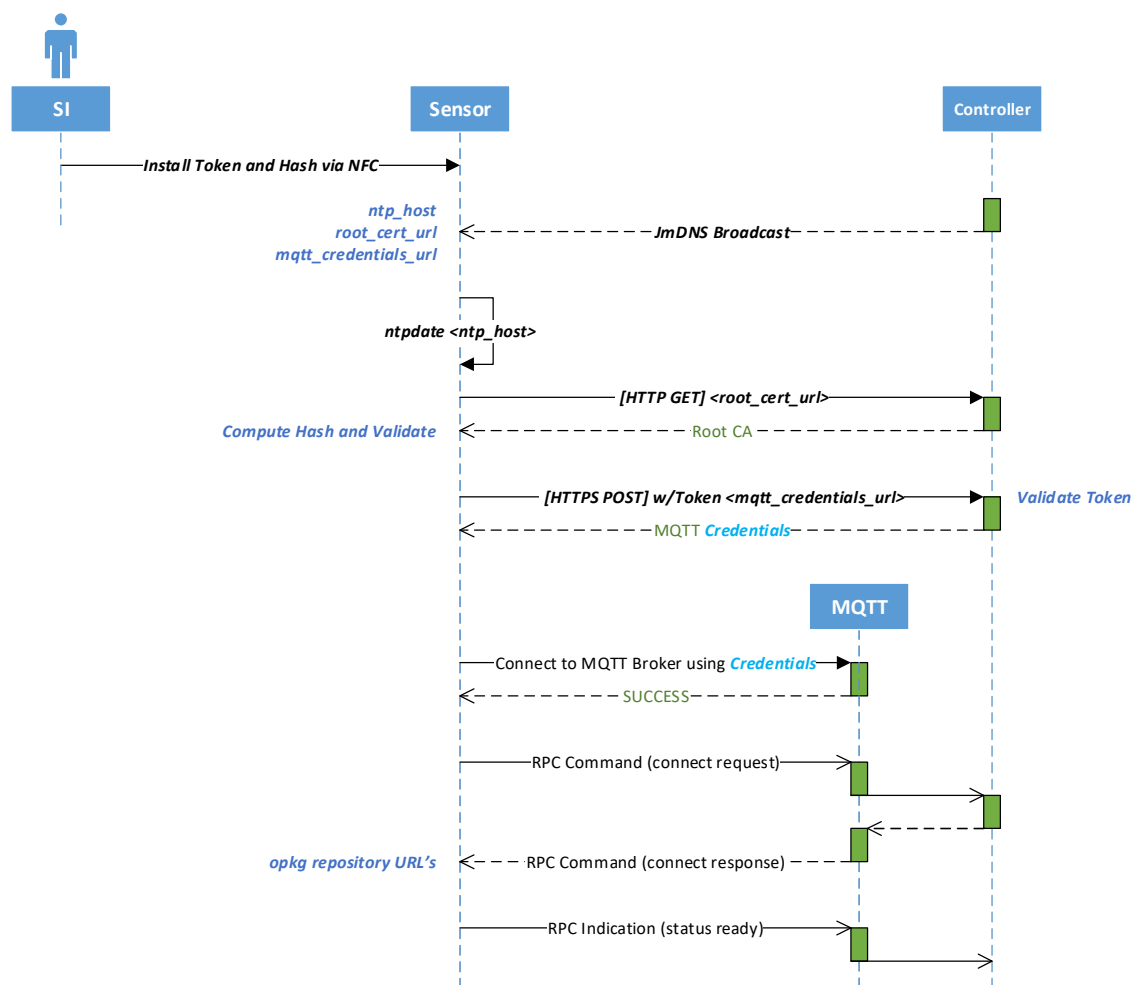 SI
Sensor
Controller
Install Token and Hash via NFC
ntp_host
root_cert_url
mqtt_credentials_url
JmDNS Broadcast
ntpdate <ntp_host>
[HTTP GET] <root_cert_url>
Compute Hash and Validate
Root CA
[HTTPS POST] w/Token <mqtt_credentials_url>
Validate Token
MQTT Credentials
MQTT
Connect to MQTT Broker using Credentials
SUCCESS
RPC Command (connect request)
opkg repository URL's
RPC Command (connect response)
RPC Indication (status ready)